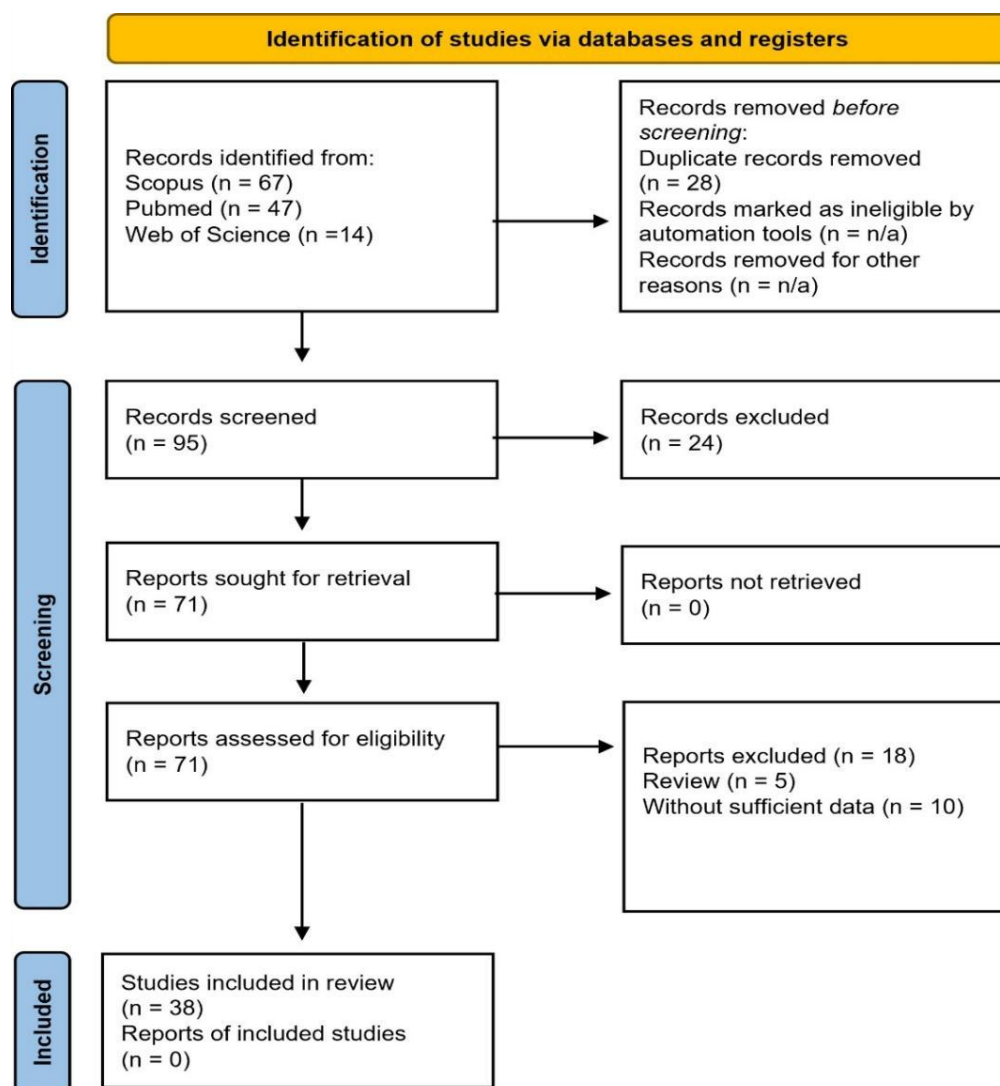 Identification of studies via databases and registers
Identification
Records identified from:
Scopus (n = 67)
Pubmed (n = 47)
Web of Science (n =14)
Records removed before
screening:
Duplicate records removed
(n = 28)
Records marked as ineligible by
automation tools (n = n/a)
Records removed for other
reasons (n = n/a)
Screening
Records screened
(n = 95)
Records excluded
(n = 24)
Reports sought for retrieval
(n = 71)
Reports not retrieved
(n = 0)
Reports assessed for eligibility
(n = 71)
Reports excluded (n = 18)
Review (n = 5)
Without sufficient data (n = 10)
Included
Studies included in review
(n = 38)
Reports of included studies
(n = 0)